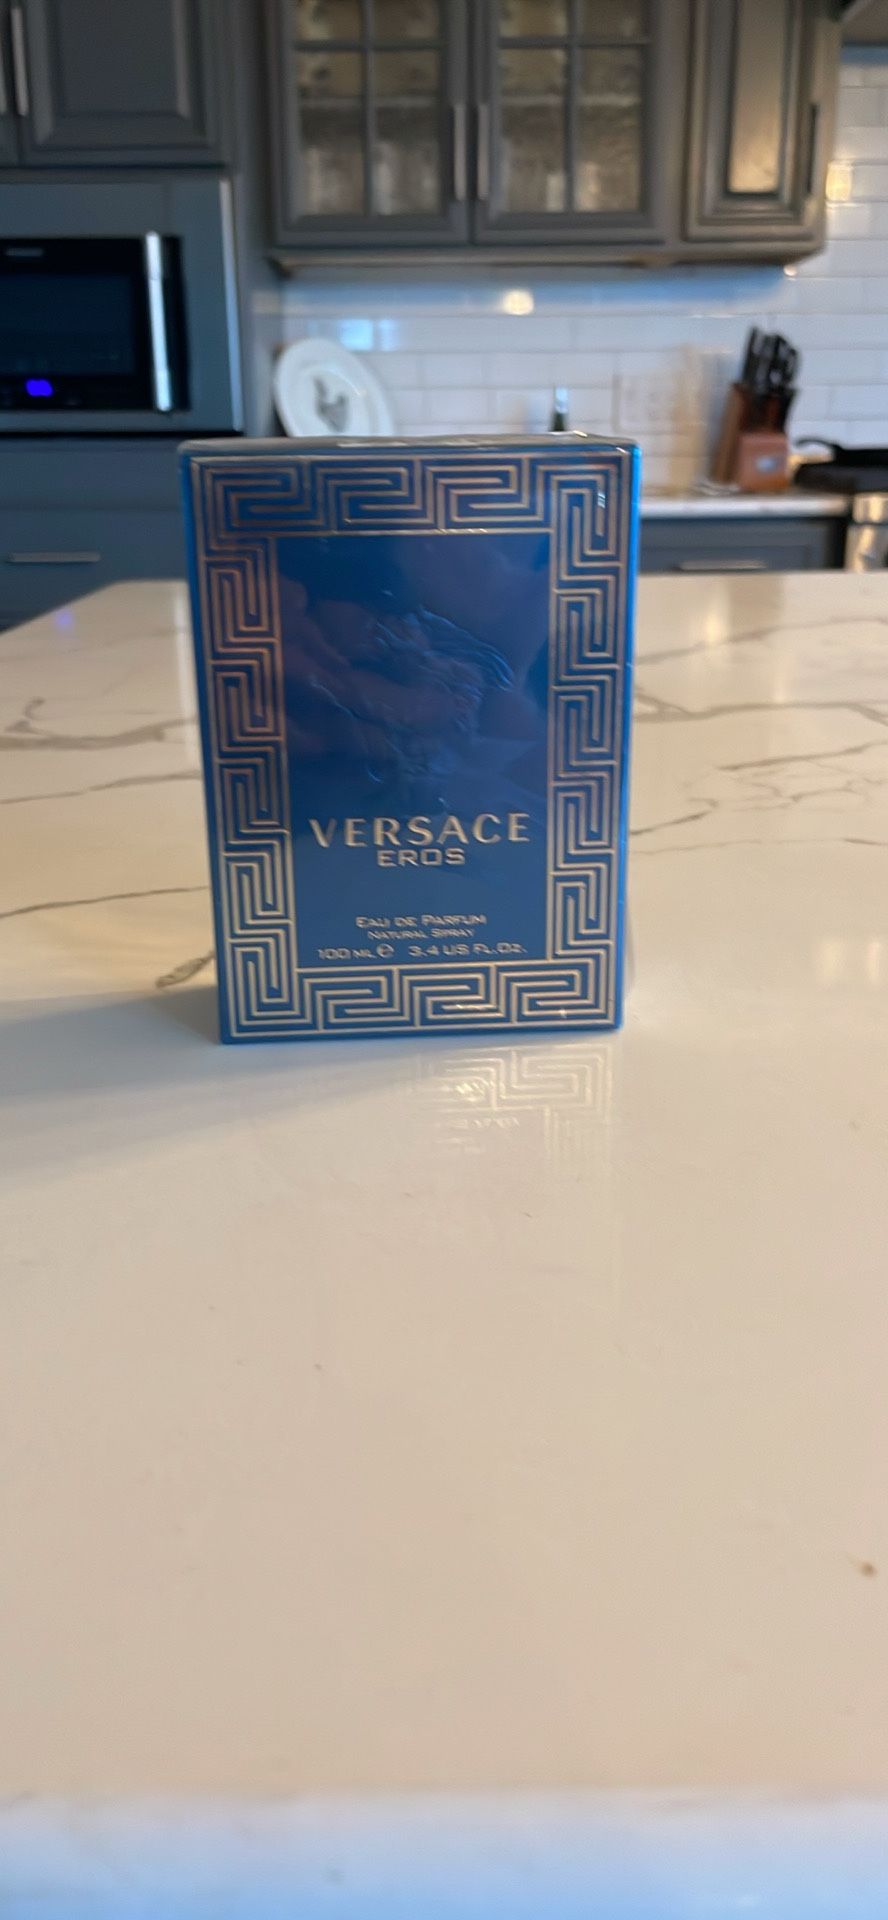 VERSACE
EROS
EAU DE PARFUM
NATURAL SPRAY
100 ML ℮ 3.4 US FL.OZ.